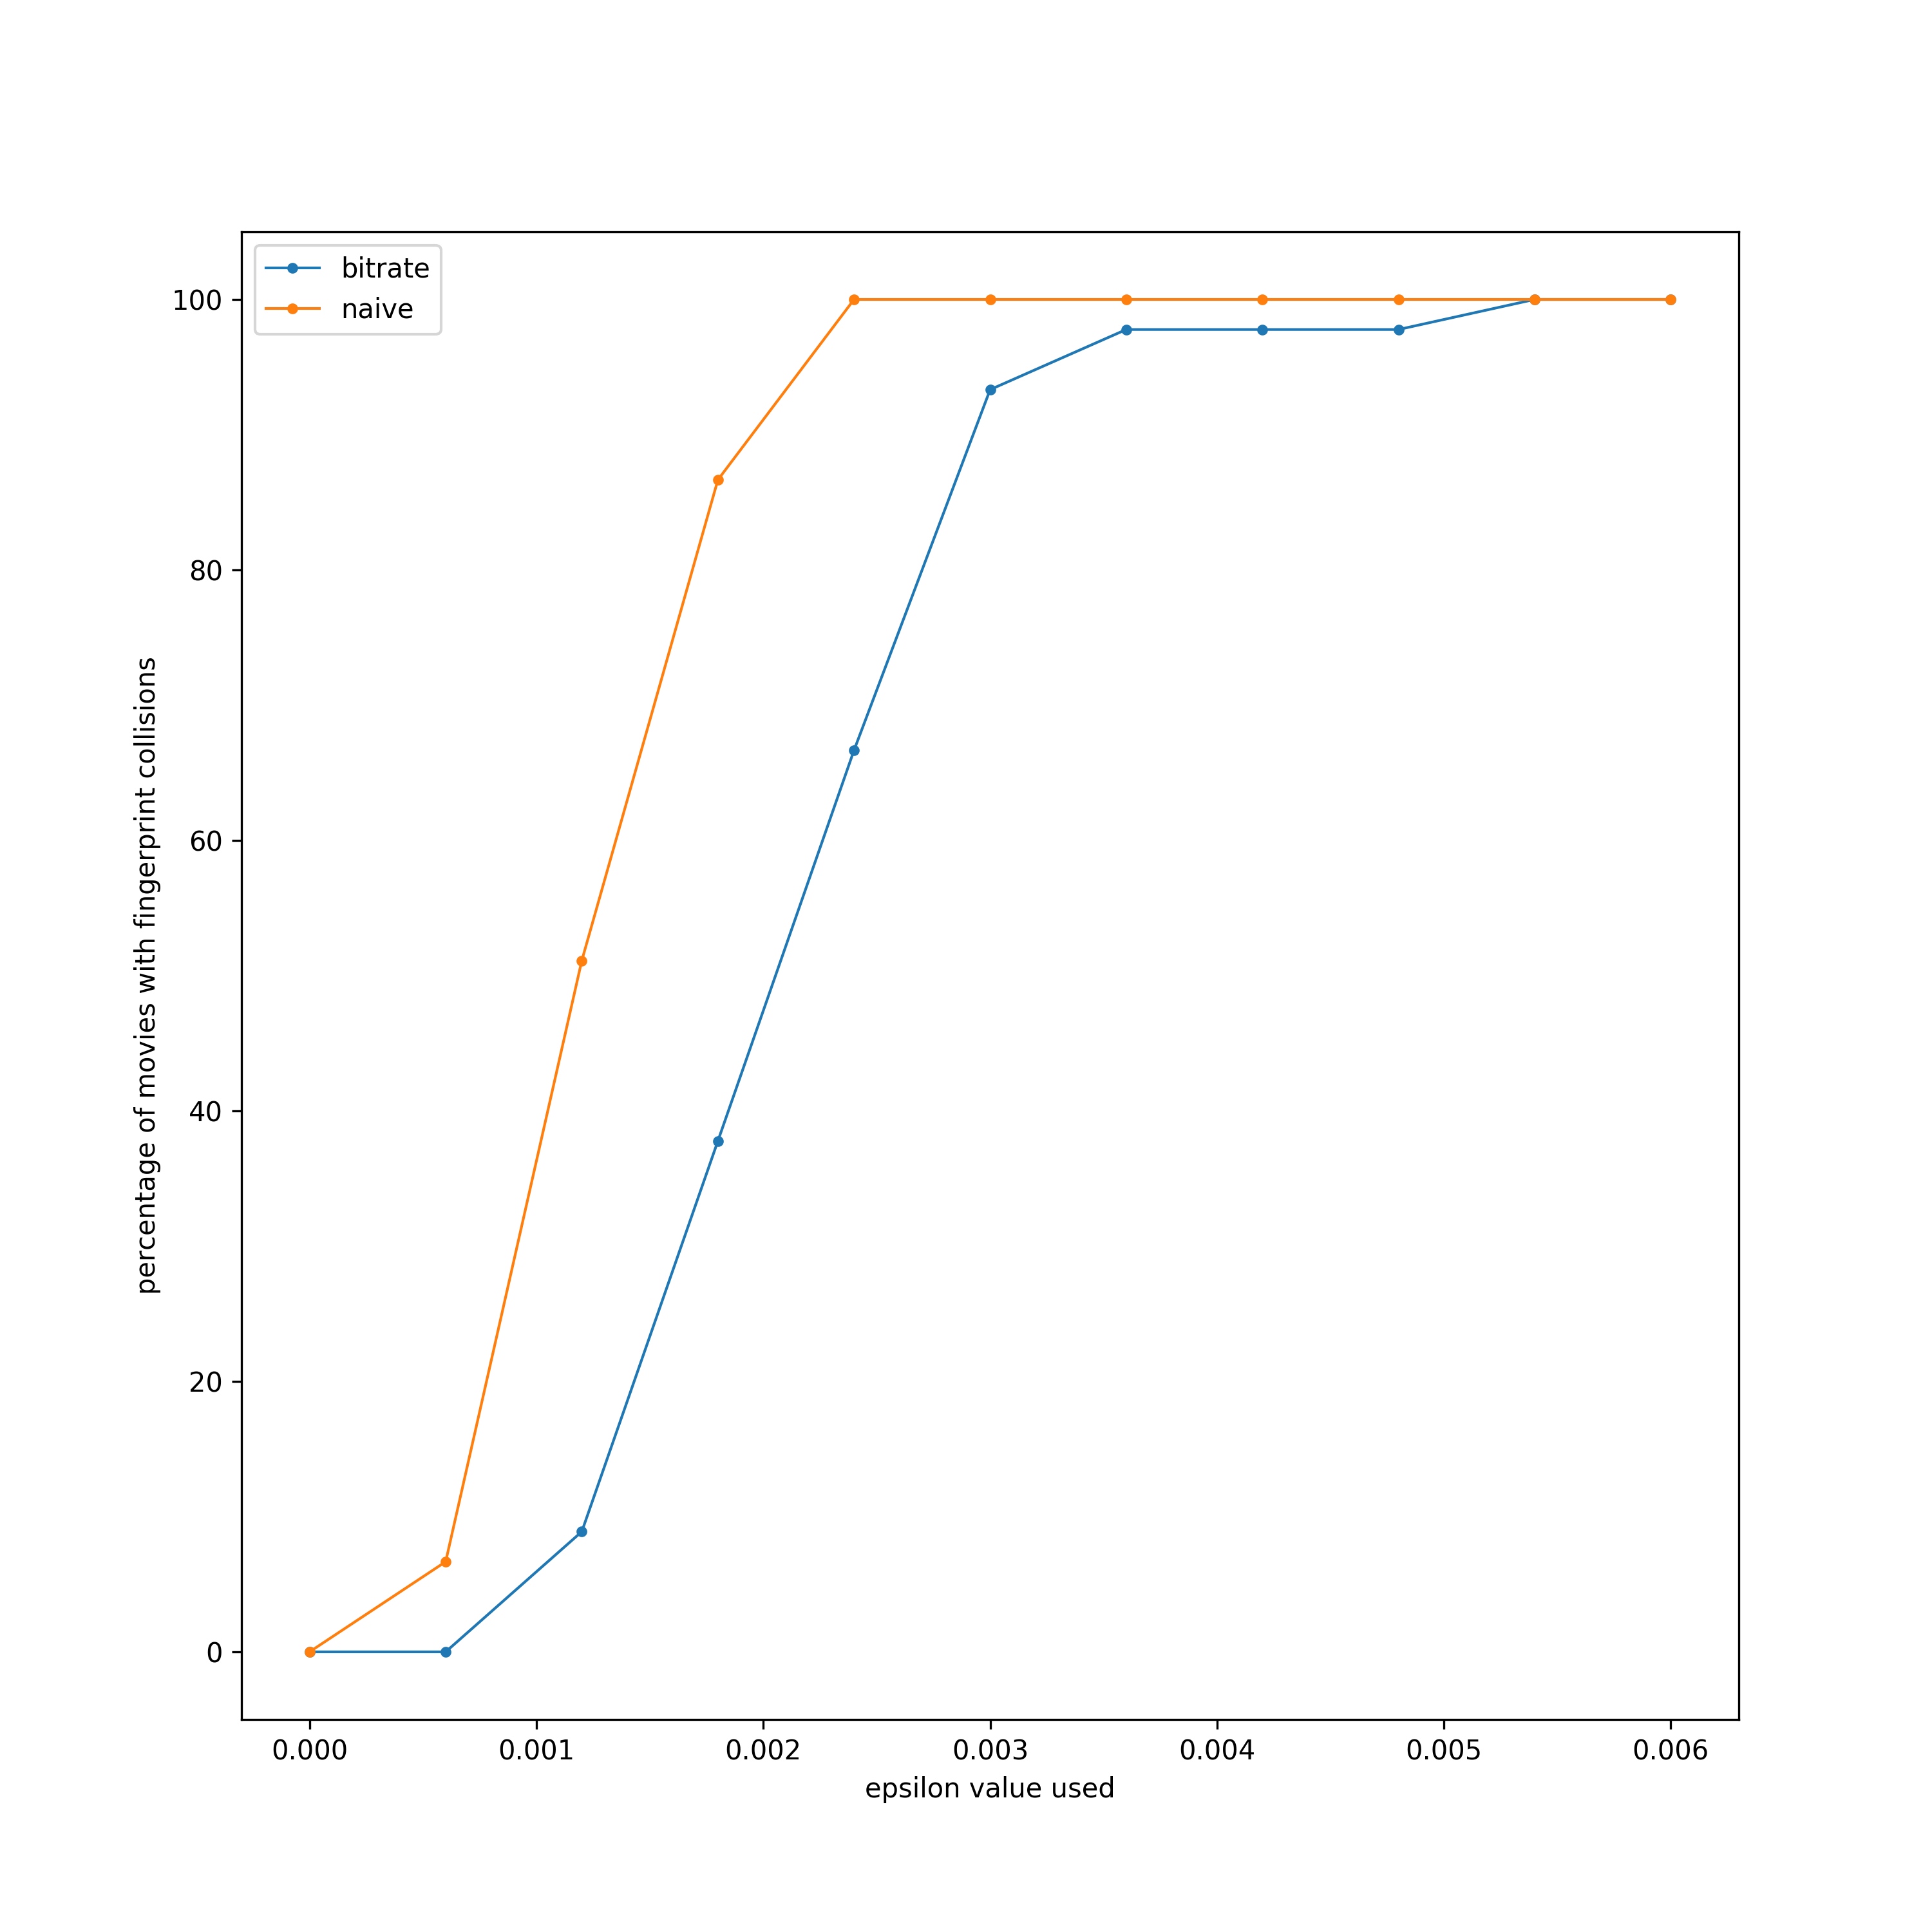 bitrate
naive
100
80
60
40
20
0
percentage of movies with fingerprint collisions
0.000 0.001 0.002 0.003 0.004 0.005 0.006
epsilon value used